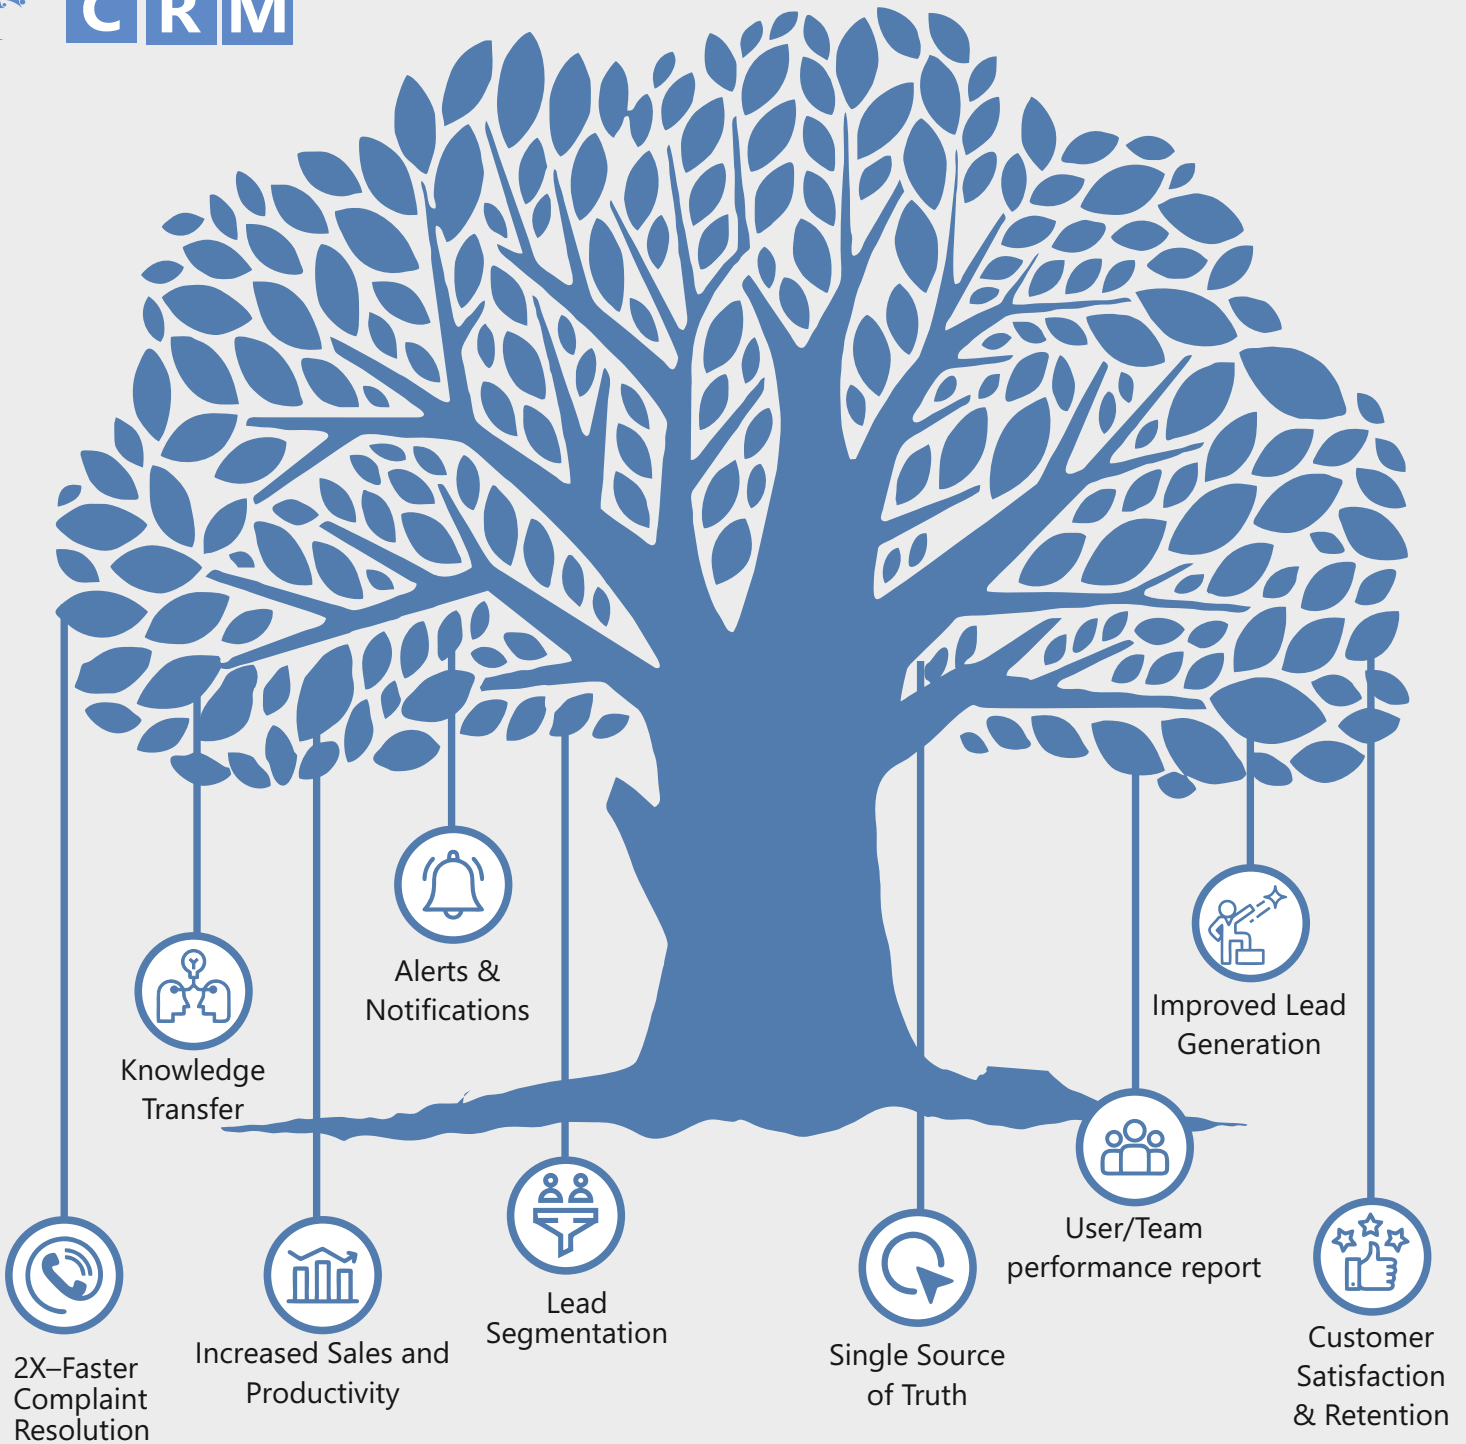 CRM
Alerts &
Notifications
Knowledge
Transfer
Improved Lead
Generation
2X–Faster
Complaint
Resolution
Increased Sales and
Productivity
Lead
Segmentation
Single Source
of Truth
User/Team
performance report
Customer
Satisfaction
& Retention